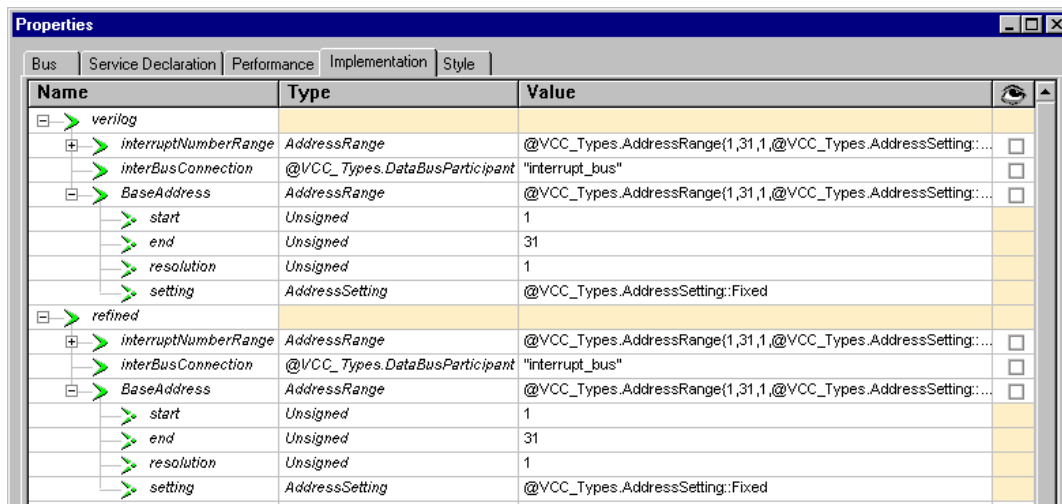 Properties
Bus Service Declaration Performance Implementation Style
Name Type Value
verilog
interruptNumberRange AddressRange @VCC_Types.AddressRange{1,31,1,@VCC_Types.AddressSetting::...
interBusConnection @VCC_Types.DataBusParticipant "interrupt_bus"
BaseAddress AddressRange @VCC_Types.AddressRange{1,31,1,@VCC_Types.AddressSetting::...
start Unsigned 1
end Unsigned 31
resolution Unsigned 1
setting AddressSetting @VCC_Types.AddressSetting::Fixed
refined
interruptNumberRange AddressRange @VCC_Types.AddressRange{1,31,1,@VCC_Types.AddressSetting::...
interBusConnection @VCC_Types.DataBusParticipant "interrupt_bus"
BaseAddress AddressRange @VCC_Types.AddressRange{1,31,1,@VCC_Types.AddressSetting::...
start Unsigned 1
end Unsigned 31
resolution Unsigned 1
setting AddressSetting @VCC_Types.AddressSetting::Fixed